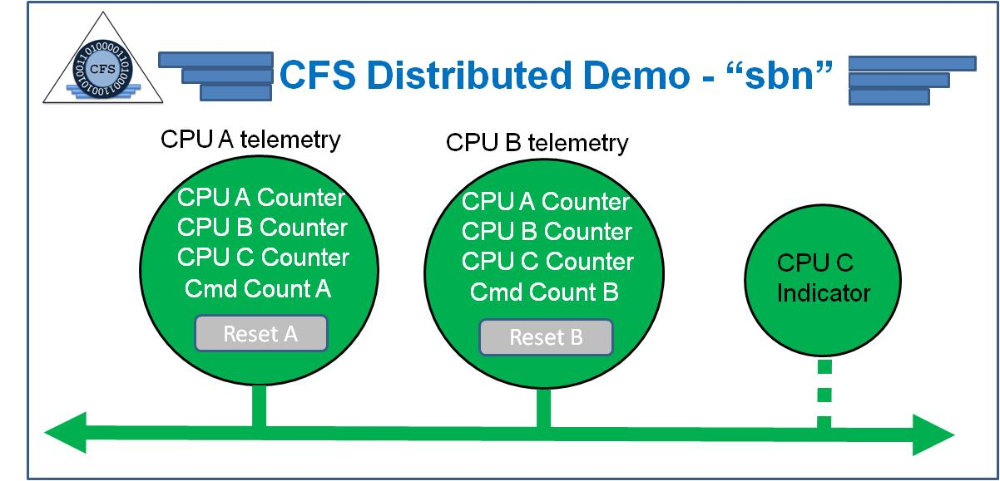 CFS
CFS Distributed Demo - “sbn”
CPU A telemetry
CPU A Counter
CPU B Counter
CPU C Counter
Cmd Count A
Reset A
CPU B telemetry
CPU A Counter
CPU B Counter
CPU C Counter
Cmd Count B
Reset B
CPU C
Indicator